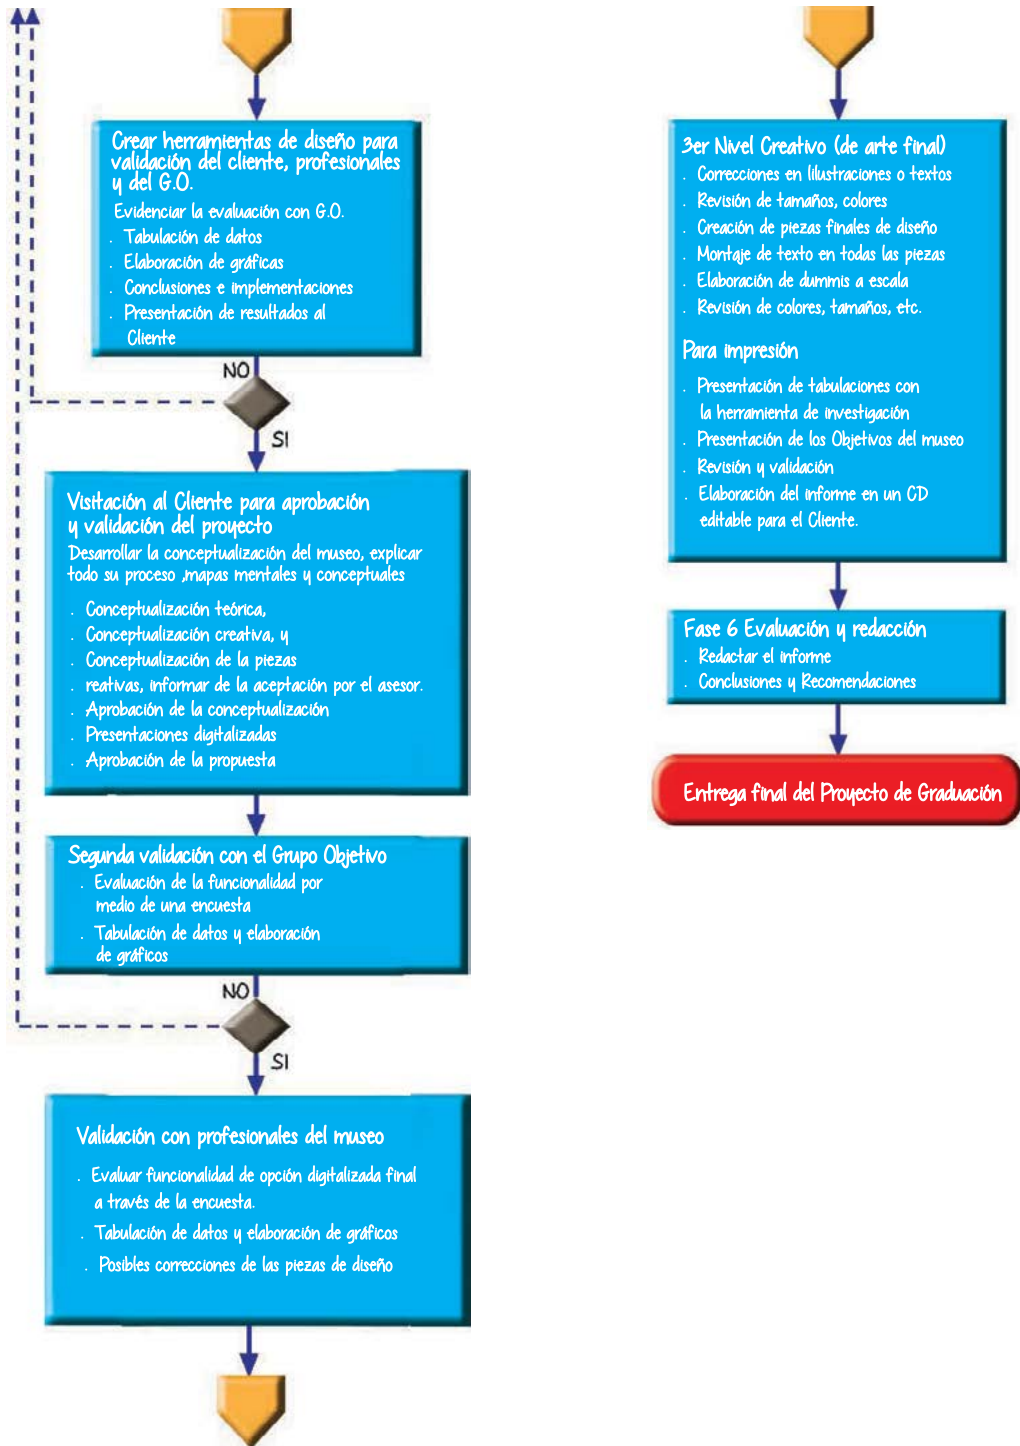 Crear herramientas de diseño para
validación del cliente, profesionales
y del G.O.
Evidenciar la evaluación con G.O.
. Tabulación de datos
. Elaboración de gráficas
. Conclusiones e implementaciones
. Presentación de resultados al
Cliente
NO
SI
Visitación al Cliente para aprobación
y validación del proyecto
Desarrollar la conceptualización del museo, explicar
todo su proceso ,mapas mentales y conceptuales
. Conceptualización teórica,
. Conceptualización creativa, y
. Conceptualización de la piezas
. reativas, informar de la aceptación por el asesor.
. Aprobación de la conceptualización
. Presentaciones digitalizadas
. Aprobación de la propuesta
Segunda validación con el Grupo Objetivo
. Evaluación de la funcionalidad por
medio de una encuesta
. Tabulación de datos y elaboración
de gráficos
NO
SI
Validación con profesionales del museo
. Evaluar funcionalidad de opción digitalizada final
a través de la encuesta.
. Tabulación de datos y elaboración de gráficos
. Posibles correcciones de las piezas de diseño
3er Nivel Creativo (de arte final)
. Correcciones en lilustraciones o textos
. Revisión de tamaños, colores
. Creación de piezas finales de diseño
. Montaje de texto en todas las piezas
. Elaboración de dummis a escala
. Revisión de colores, tamaños, etc.
Para impresión
. Presentación de tabulaciones con
la herramienta de investigación
. Presentación de los Objetivos del museo
. Revisión y validación
. Elaboración del informe en un CD
editable para el Cliente.
Fase 6 Evaluación y redacción
. Redactar el informe
. Conclusiones y Recomendaciones
Entrega final del Proyecto de Graduación